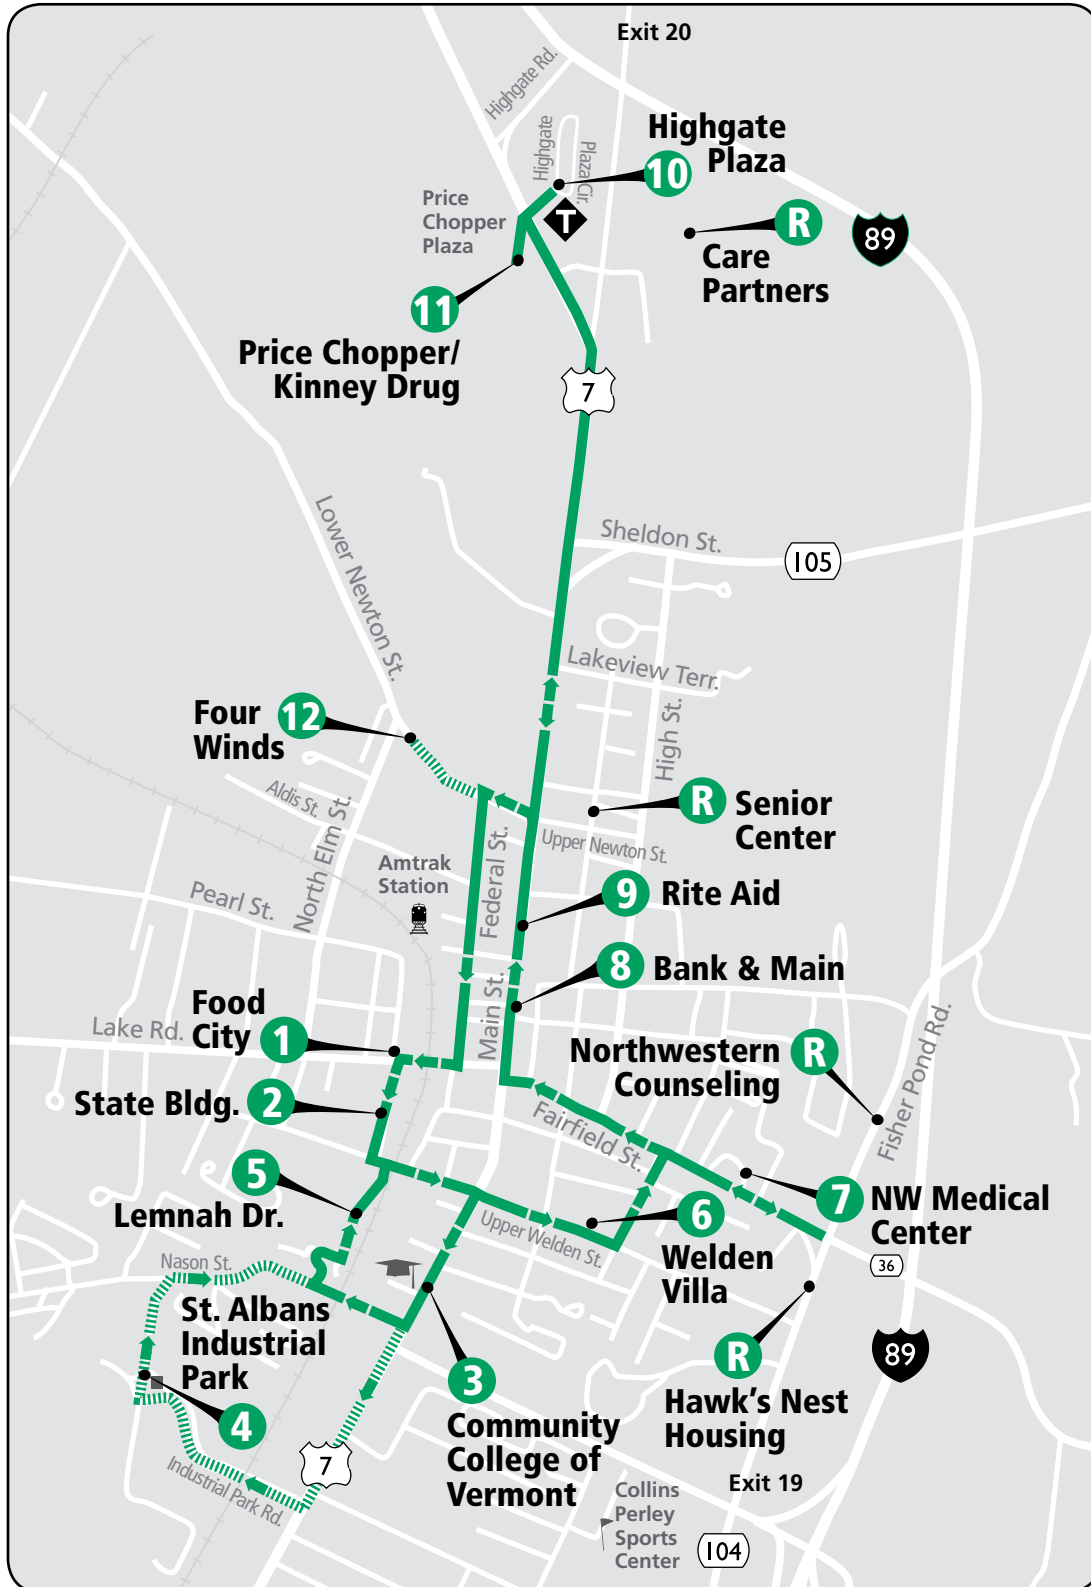 Exit 20
Highgate Rd.
Highgate
Plaza Cir.
Highgate
Plaza
10
Price
Chopper
Plaza
T
R
Care
Partners
89
11
Price Chopper/
Kinney Drug
7
Lower Newton St.
Sheldon St.
105
Lakeview Terr.
High St.
Four
Winds
12
Aldis St.
North Elm St.
R
Senior
Center
Upper Newton St.
Amtrak
Station
Federal St.
Pearl St.
9
Rite Aid
8
Bank & Main
Main St.
Food
City
1
Lake Rd.
Northwestern
Counseling
R
Fisher Pond Rd.
State Bldg.
2
Fairfield St.
5
Lemnah Dr.
7
NW Medical
Center
6
Welden
Villa
Upper Welden St.
36
Nason St.
St. Albans
Industrial
Park
4
3
Community
College of
Vermont
R
Hawk's Nest
Housing
89
7
Industrial Park Rd.
Exit 19
Collins
Perley
Sports
Center
104